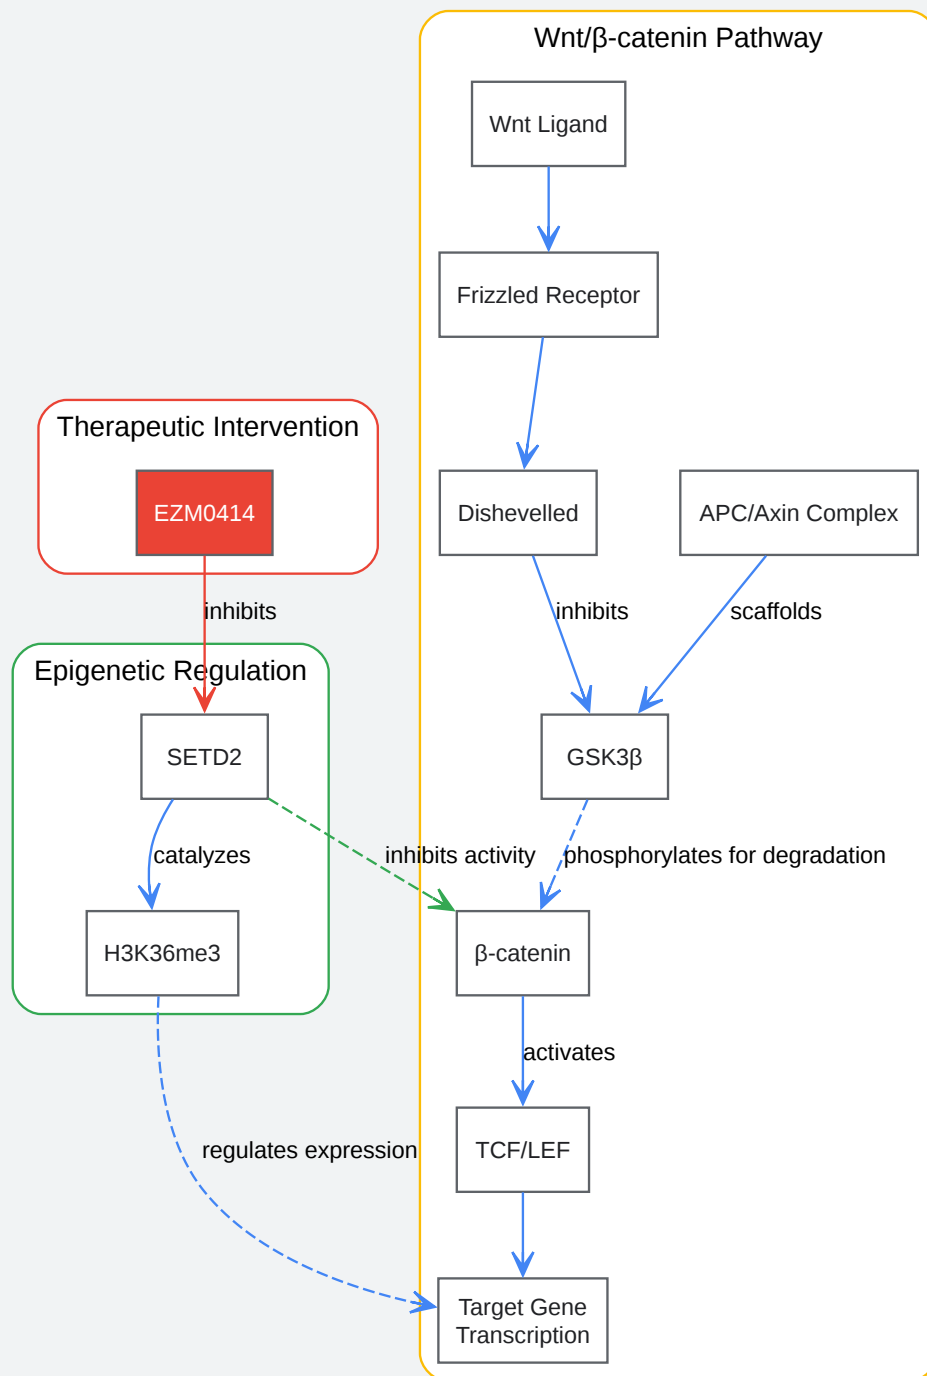 Wnt/β-catenin Pathway
Wnt Ligand
Frizzled Receptor
Therapeutic Intervention
EZM0414
Dishevelled
APC/Axin Complex
inhibits
inhibits
scaffolds
Epigenetic Regulation
SETD2
GSK3β
catalyzes
inhibits activity
phosphorylates for degradation
H3K36me3
β-catenin
activates
regulates expression
TCF/LEF
Target Gene
Transcription